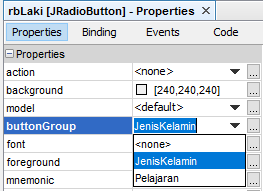 rbLaki [JRadioButton] - Properties ×
Properties Binding Events Code
Properties
action <none> ...
background [240,240,240] ...
model <default> ...
buttonGroup JenisKelamin ...
font <none> ...
foreground JenisKelamin ...
mnemonic Pelajaran ...